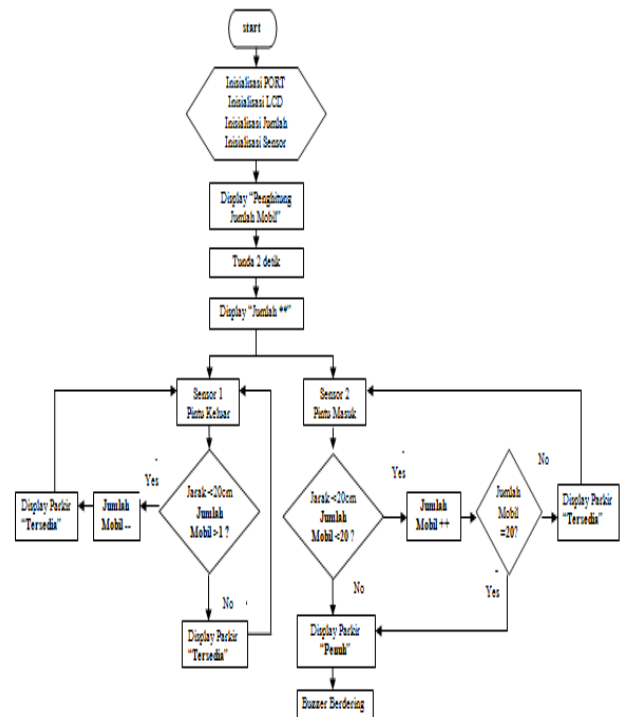 start
Inisialisasi PORT
Inisialisasi LCD
Inisialisasi Jumlah
Inisialisasi Sensor
Display "Penghitung
Jumlah Mobil"
Tunda 2 detik
Display "Jumlah **"
Sensor 1
Pintu Keluar
Sensor 2
Pintu Masuk
Jarak <20cm
Jumlah
Mobil >1 ?
Yes
Jumlah
Mobil --
Display Parkir
"Tersedia"
No
Display Parkir
"Tersedia"
Jarak <20cm
Jumlah
Mobil <20 ?
Yes
Jumlah
Mobil ++
Jumlah
Mobil
=20?
No
Display Parkir
"Tersedia"
No
Yes
Display Parkir
"Penuh"
Buzzer Berdering